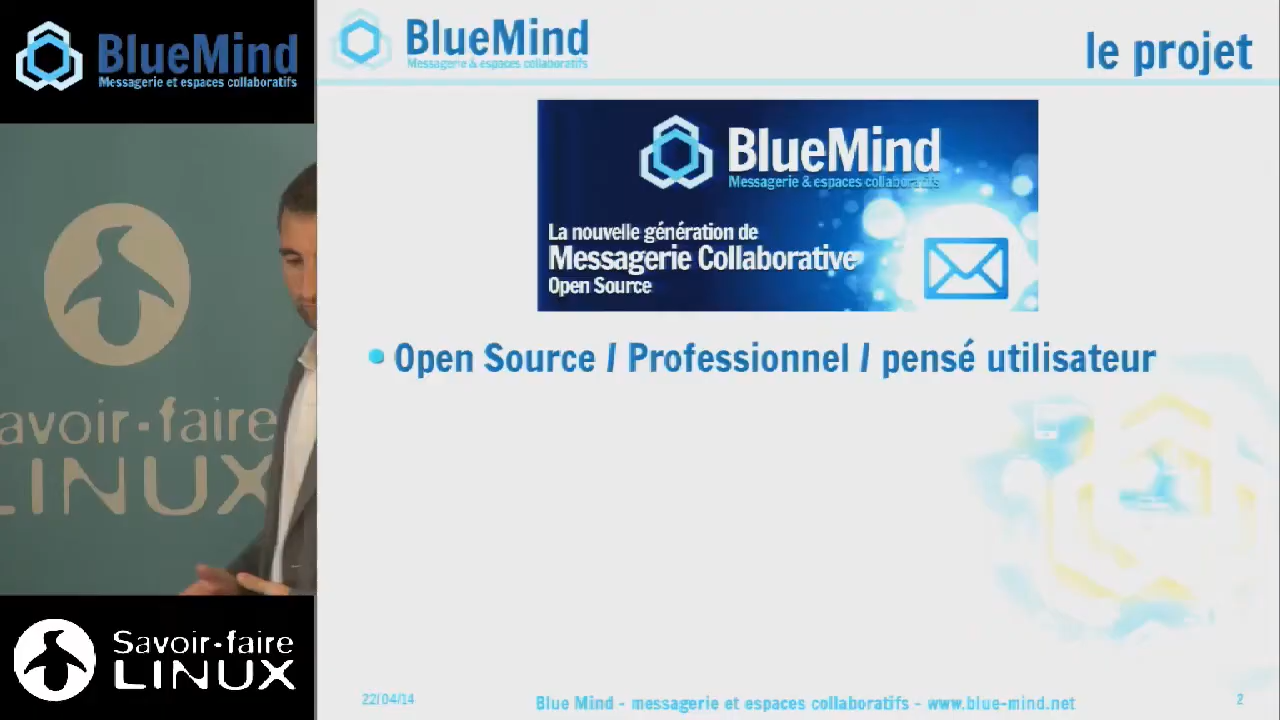 BlueMind
Messagerie et espaces collaboratifs
BlueMind
Messagerie & espaces collaboratifs
le projet
BlueMind
Messagerie & espaces collaboratifs
La nouvelle génération de
Messagerie Collaborative
Open Source
• Open Source / Professionnel / pensé utilisateur
avoir-faire
LINUX
Savoir-faire
LINUX
22/04/14
Blue Mind - messagerie et espaces collaboratifs - www.blue-mind.net
2